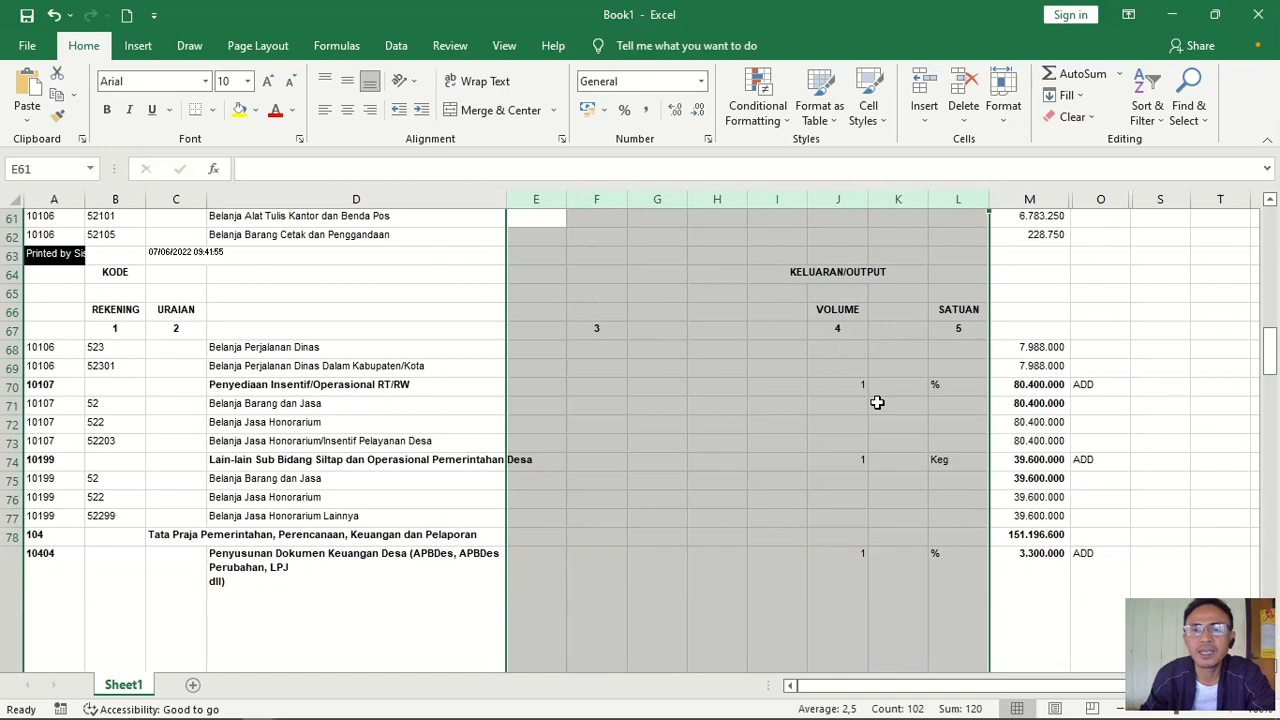 Book1 - Excel
Sign in
File Home Insert Draw Page Layout Formulas Data Review View Help Tell me what you want to do Share
Paste
Arial 10
Wrap Text
General
Conditional Formatting
Format as Table
Cell Styles
Insert Delete Format
AutoSum
B I U
Merge & Center
Fill
Sort & Filter
Find & Select
Clear
Clipboard Font Alignment Number Styles Cells Editing
E61
A B C D E F G H I J K L M O S T
61 10106 52101 Belanja Alat Tulis Kantor dan Benda Pos 6.783.250
62 10106 52105 Belanja Barang Cetak dan Penggandaan 228.750
63 Printed by Sis 07/06/2022 09:41:55
64 KODE KELUARAN/OUTPUT
65
66 REKENING URAIAN VOLUME SATUAN
67 1 2 3 4 5
68 10106 523 Belanja Perjalanan Dinas 7.988.000
69 10106 52301 Belanja Perjalanan Dinas Dalam Kabupaten/Kota 7.988.000
70 10107 Penyediaan Insentif/Operasional RT/RW 1 % 80.400.000 ADD
71 10107 52 Belanja Barang dan Jasa 80.400.000
72 10107 522 Belanja Jasa Honorarium 80.400.000
73 10107 52203 Belanja Jasa Honorarium/Insentif Pelayanan Desa 80.400.000
74 10199 Lain-lain Sub Bidang Siltap dan Operasional Pemerintahan Desa 1 Keg 39.600.000 ADD
75 10199 52 Belanja Barang dan Jasa 39.600.000
76 10199 522 Belanja Jasa Honorarium 39.600.000
77 10199 52299 Belanja Jasa Honorarium Lainnya 39.600.000
78 104 Tata Praja Pemerintahan, Perencanaan, Keuangan dan Pelaporan 151.196.600
10404 Penyusunan Dokumen Keuangan Desa (APBDes, APBDes 1 % 3.300.000 ADD
Perubahan, LPJ
dll)
Sheet1
Ready Accessibility: Good to go Average: 2,5 Count: 102 Sum: 120